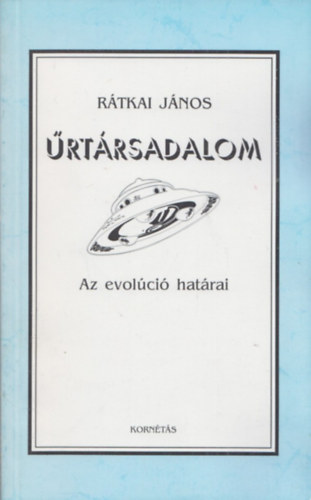 RÁTKAI JÁNOS
ŰRTÁRSADALOM
Az evolúció határai
KORNÉTÁS